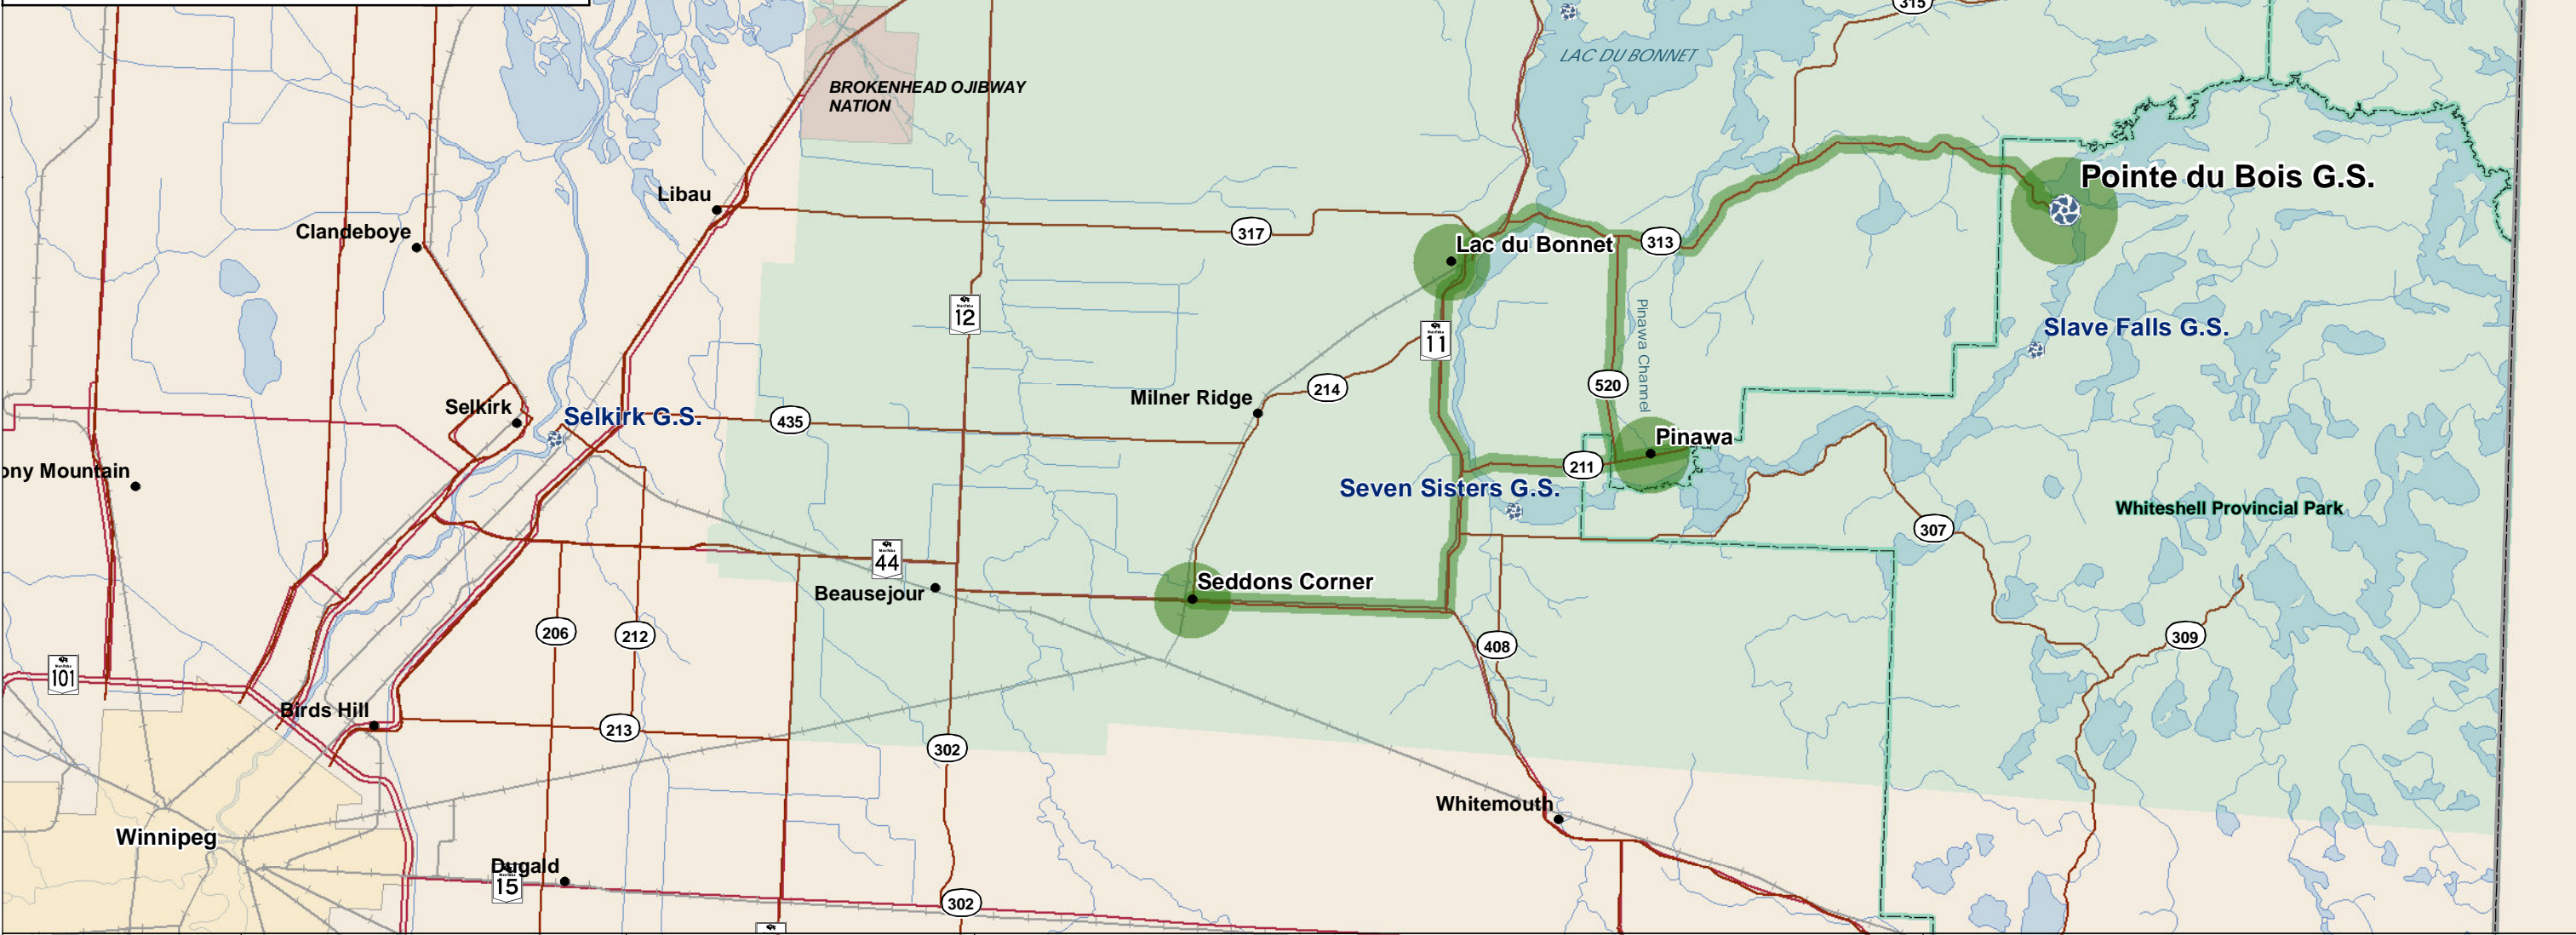 315
LAC DU BONNET
BROKENHEAD OJIBWAY
NATION
Pointe du Bois G.S.
Libau
Clandeboye
317
Lac du Bonnet
313
12
11
Pinawa Channel
Slave Falls G.S.
520
214
Milner Ridge
Selkirk
Selkirk G.S.
435
Pinawa
211
ony Mountain
Seven Sisters G.S.
Whiteshell Provincial Park
307
44
Beausejour
Seddons Corner
206
212
408
309
101
Birds Hill
213
302
Whitemouth
Winnipeg
Dugald
15
302